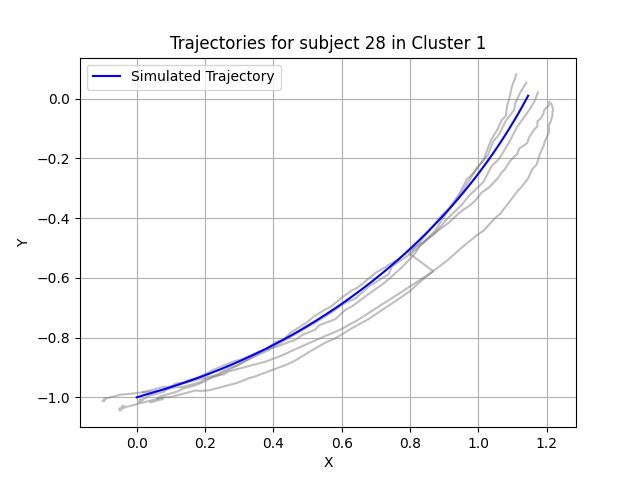 Trajectories for subject 28 in Cluster 1
Simulated Trajectory
0.0
−0.2
−0.4
−0.6
−0.8
−1.0
Y
0.0 0.2 0.4 0.6 0.8 1.0 1.2
X